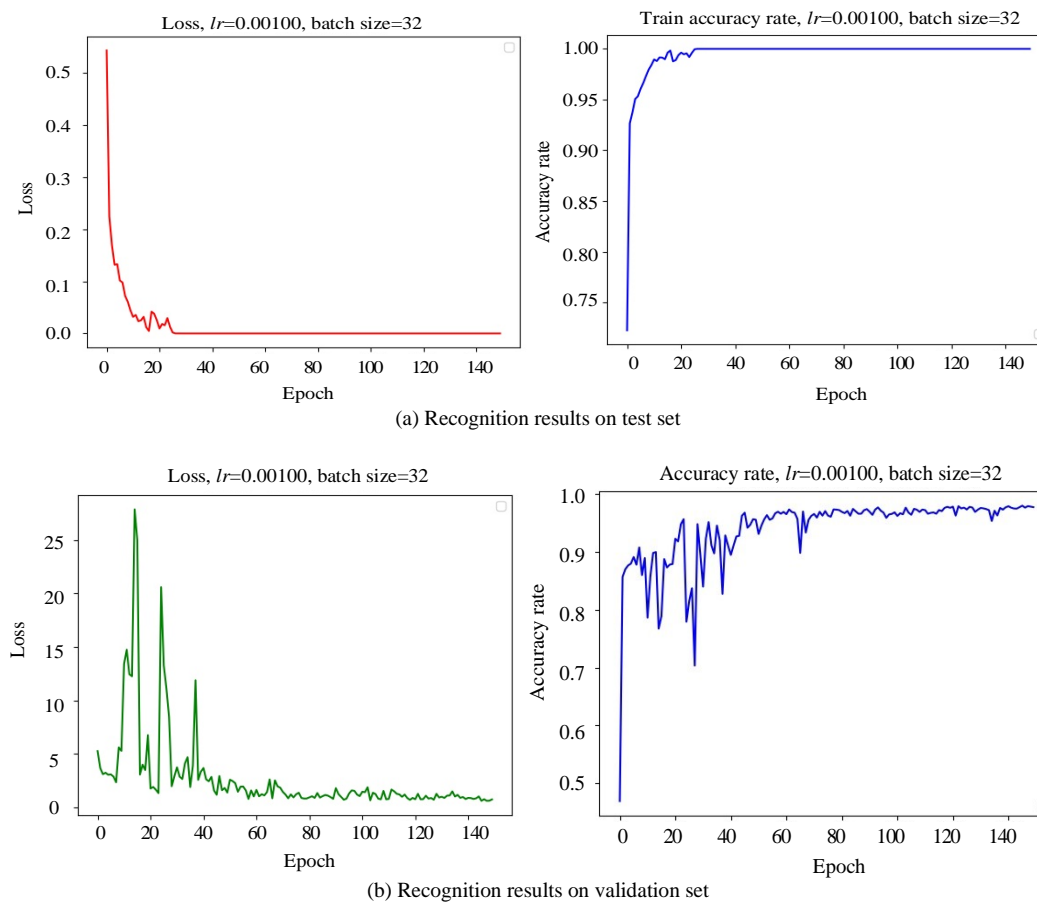 Loss, lr=0.00100, batch size=32
0.5
0.4
0.3
0.2
0.1
0.0
Loss
0 20 40 60 80 100 120 140
Epoch
Train accuracy rate, lr=0.00100, batch size=32
1.00
0.95
0.90
0.85
0.80
0.75
Accuracy rate
0 20 40 60 80 100 120 140
Epoch
(a) Recognition results on test set
Loss, lr=0.00100, batch size=32
25
20
15
10
5
0
Loss
0 20 40 60 80 100 120 140
Epoch
Accuracy rate, lr=0.00100, batch size=32
1.0
0.9
0.8
0.7
0.6
0.5
Accuracy rate
0 20 40 60 80 100 120 140
Epoch
(b) Recognition results on validation set